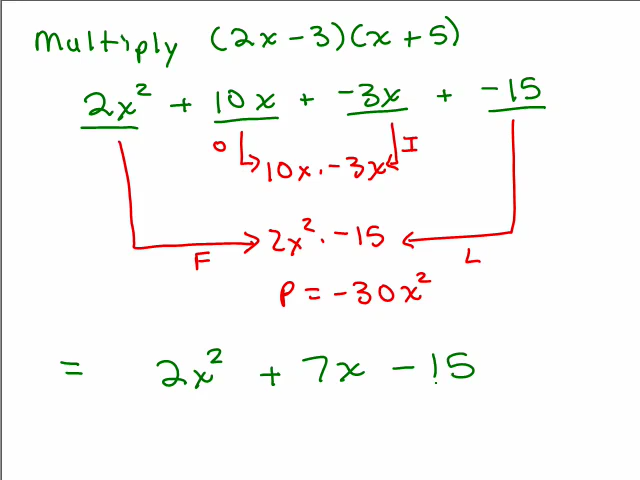 Multiply (2x - 3)(x + 5)
2x² + 10x + -3x + -15
O I
10x · -3x
2x² · -15
F L
P = -30x²
= 2x² + 7x - 15